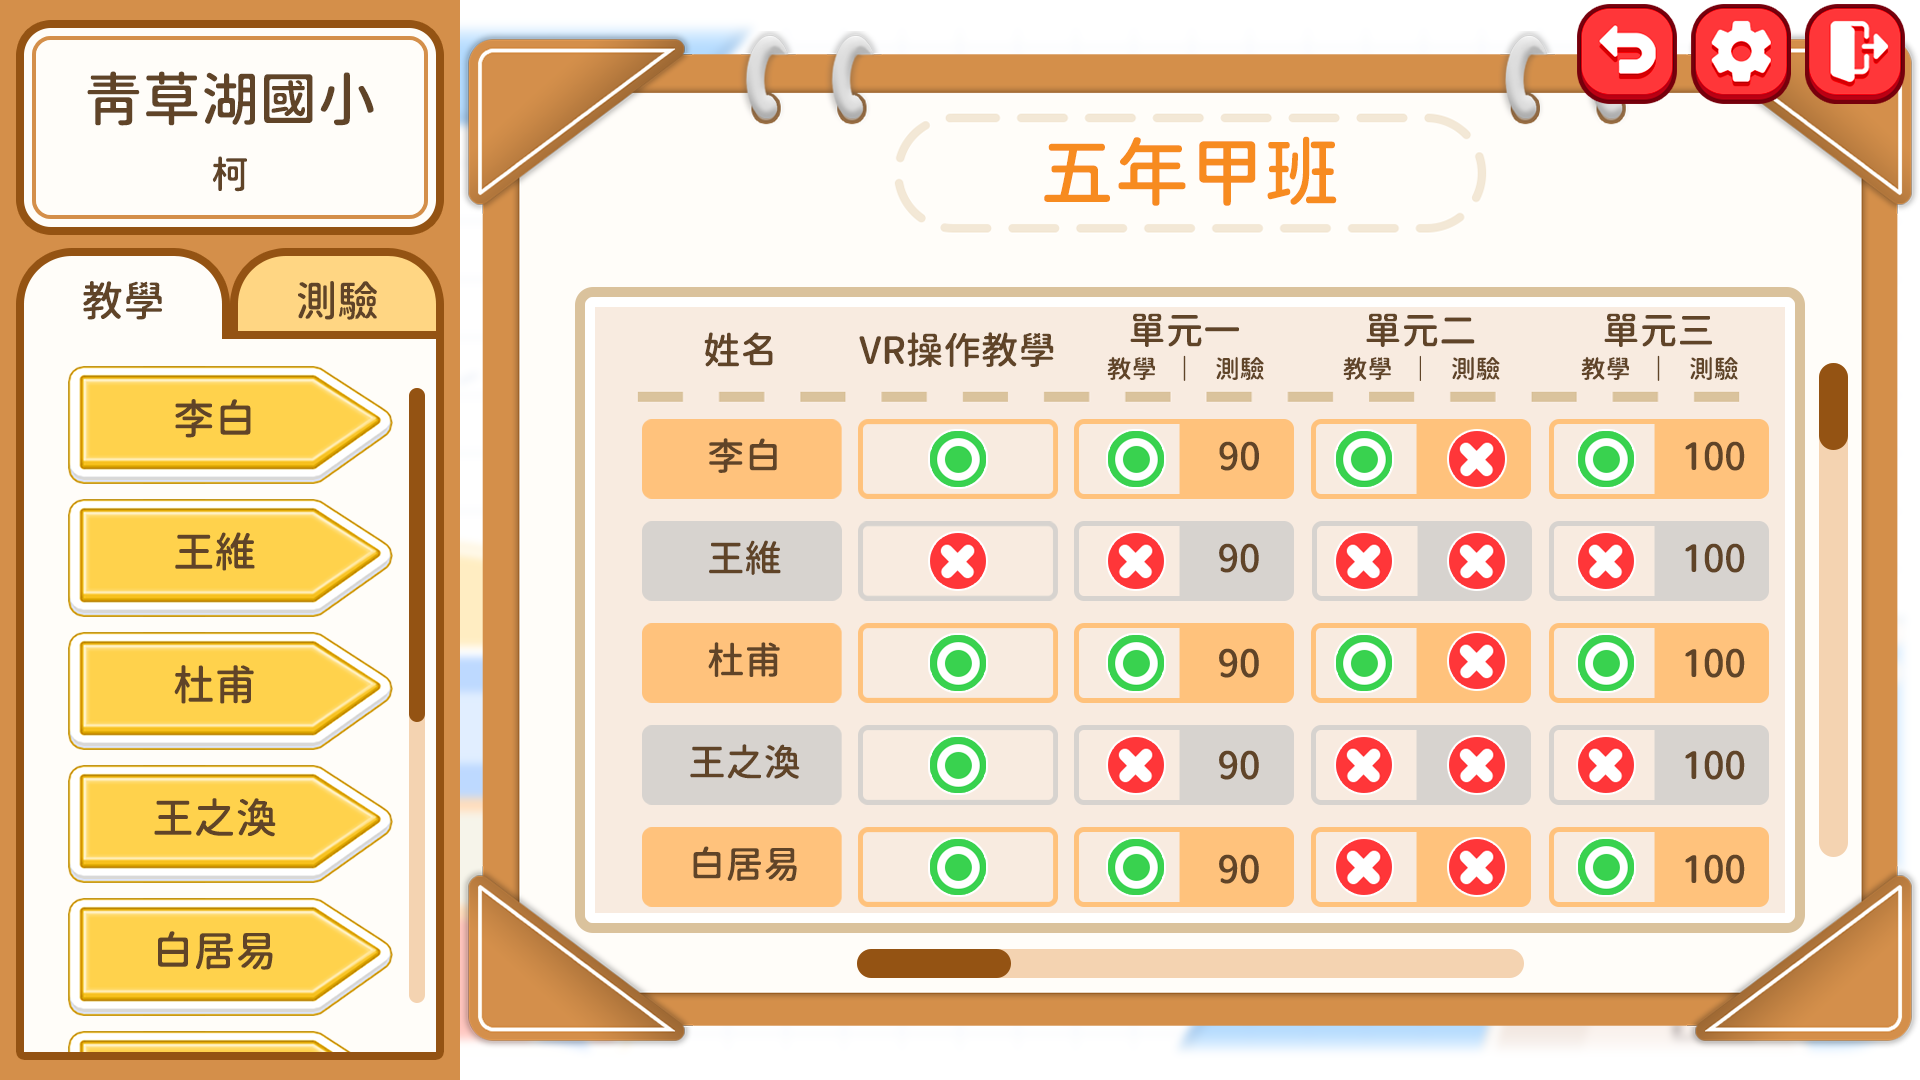 青草湖國小
柯
教學
測驗
李白
王維
杜甫
王之渙
白居易
五年甲班
姓名 VR操作教學 單元一 單元二 單元三
教學 | 測驗 教學 | 測驗 教學 | 測驗
李白 90 100
王維 90 100
杜甫 90 100
王之渙 90 100
白居易 90 100